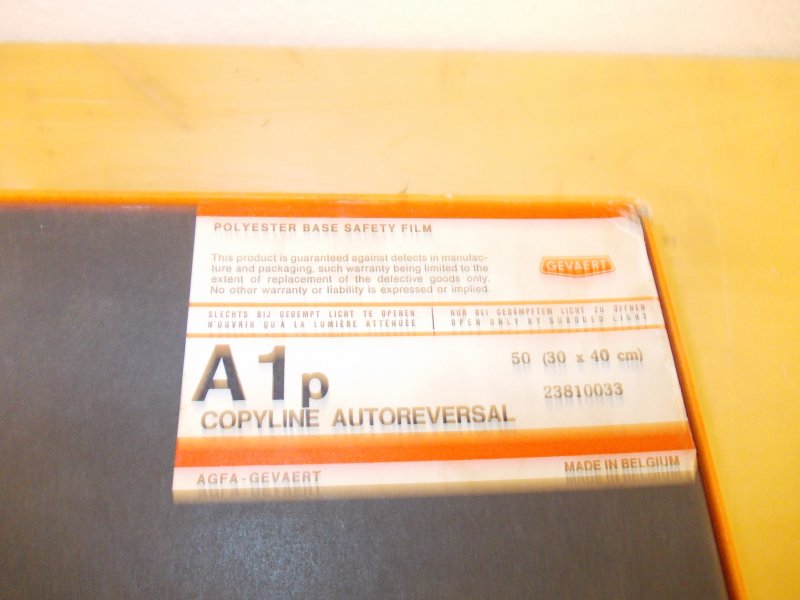 POLYESTER BASE SAFETY FILM
This product is guaranteed against defects in manufac-
ture and packaging, such warranty being limited to the
extent of replacement of the defective goods only.
No other warranty or liability is expressed or implied.
GEVAERT
SLECHTS BIJ GEDEMPT LICHT TE OPENEN
N'OUVRIR QU'À LA LUMIÈRE ATTENUÉE
NUR BEI GEDÄMPFTEM LICHT ZU ÖFFNEN
OPEN ONLY BY SUBDUED LIGHT
A1p
COPYLINE AUTOREVERSAL
50 (30 x 40 cm)
23810033
AGFA-GEVAERT
MADE IN BELGIUM